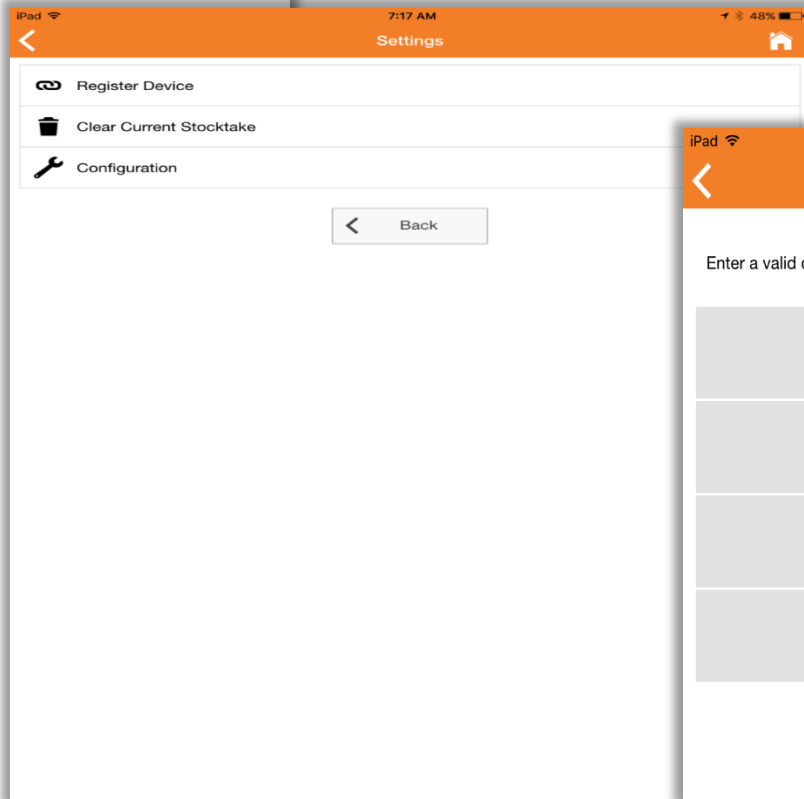 iPad 7:17 AM 48%
Settings
Register Device
Clear Current Stocktake
Configuration
Back
iPad
Enter a valid